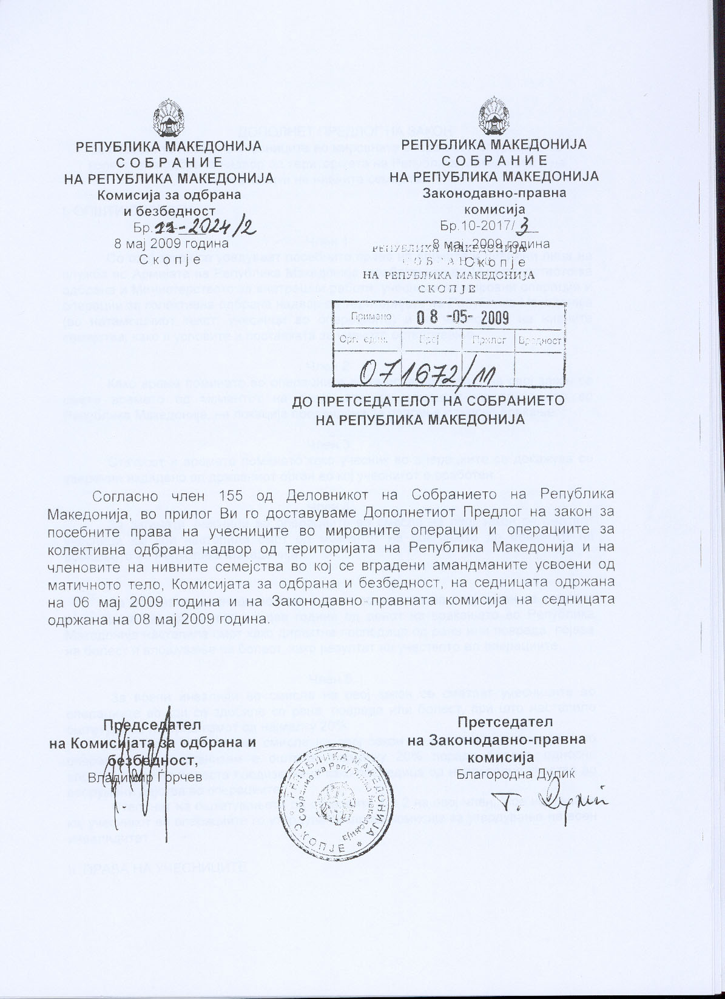 РЕПУБЛИКА МАКЕДОНИЈА
С О Б Р А Н И Е
НА РЕПУБЛИКА МАКЕДОНИЈА
Комисија за одбрана
и безбедност
Бр. 11-2024/2
8 мај 2009 година
С к о п ј е
РЕПУБЛИКА МАКЕДОНИЈА
С О Б Р А Н И Е
НА РЕПУБЛИКА МАКЕДОНИЈА
Законодавно-правна
комисија
Бр.10-2017/3
8 мај 2009 година
С к о п ј е
РЕПУБЛИКА МАКЕДОНИЈА
НА РЕПУБЛИКА МАКЕДОНИЈА
СКОПЈЕ
Примено 08 -05- 2009
Орг. един. Број Прилог Вредност
071672/11
ДО ПРЕТСЕДАТЕЛОТ НА СОБРАНИЕТО
НА РЕПУБЛИКА МАКЕДОНИЈА
Согласно член 155 од Деловникот на Собранието на Република
Македонија, во прилог Ви го доставуваме Дополнетиот Предлог на закон за
посебните права на учесниците во мировните операции и операциите за
колективна одбрана надвор од територијата на Република Македонија и на
членовите на нивните семејства во кој се вградени амандманите усвоени од
матичното тело, Комисијата за одбрана и безбедност, на седницата одржана
на 06 мај 2009 година и на Законодавно-правната комисија на седницата
одржана на 08 мај 2009 година.
Председател
на Комисијата за одбрана и
безбедност,
Владимир Ѓорчев
Претседател
на Законодавно-правна
комисија
Благородна Дулиќ
РЕПУБЛИКА МАКЕДОНИЈА
Собрание на Република Македонија
* СКОПЈЕ *